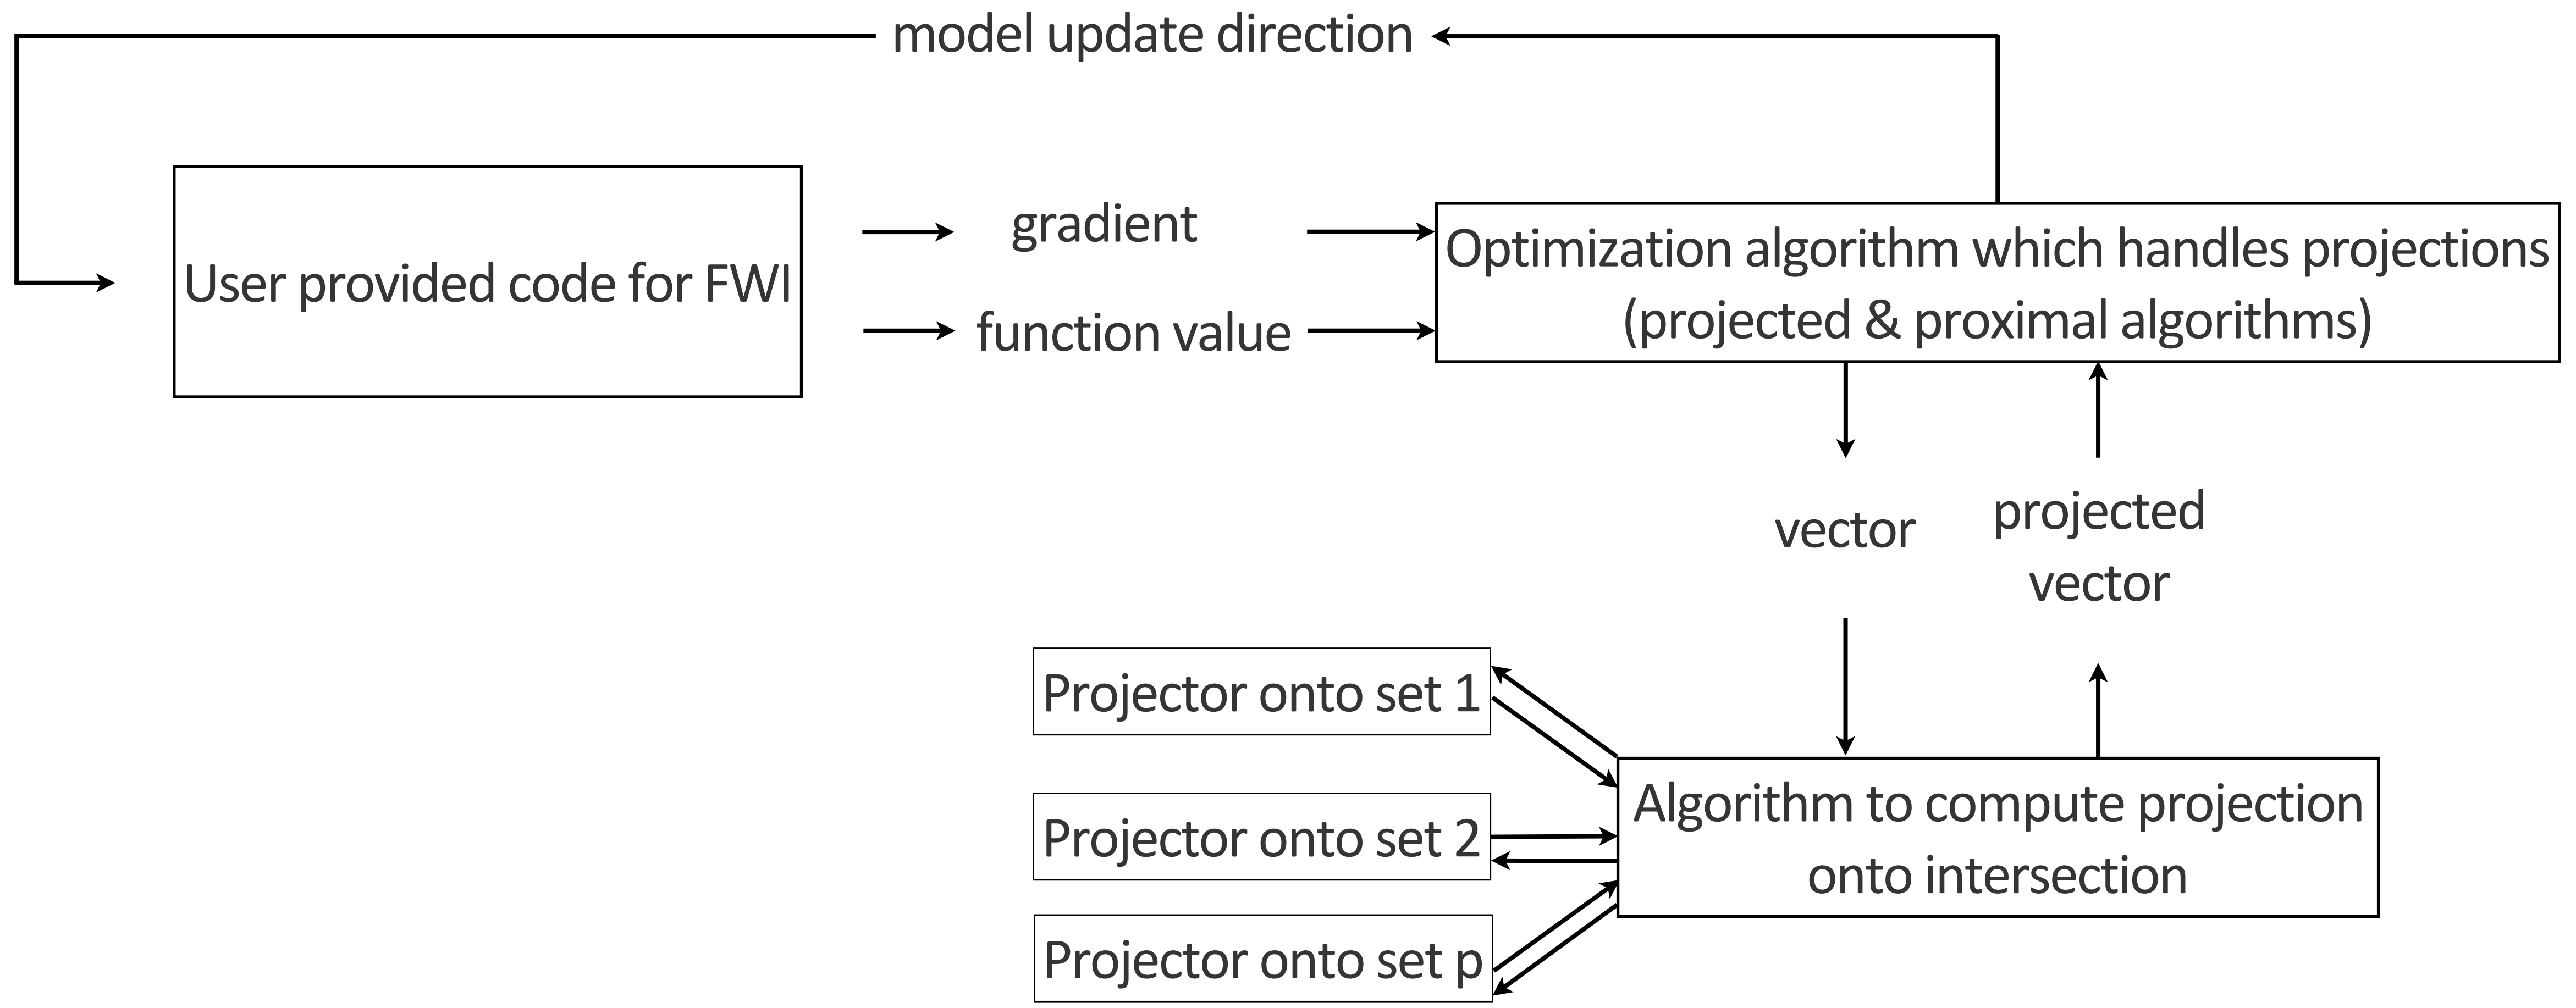 model update direction
User provided code for FWI
gradient
function value
Optimization algorithm which handles projections
(projected & proximal algorithms)
vector
projected
vector
Projector onto set 1
Projector onto set 2
Projector onto set p
Algorithm to compute projection
onto intersection